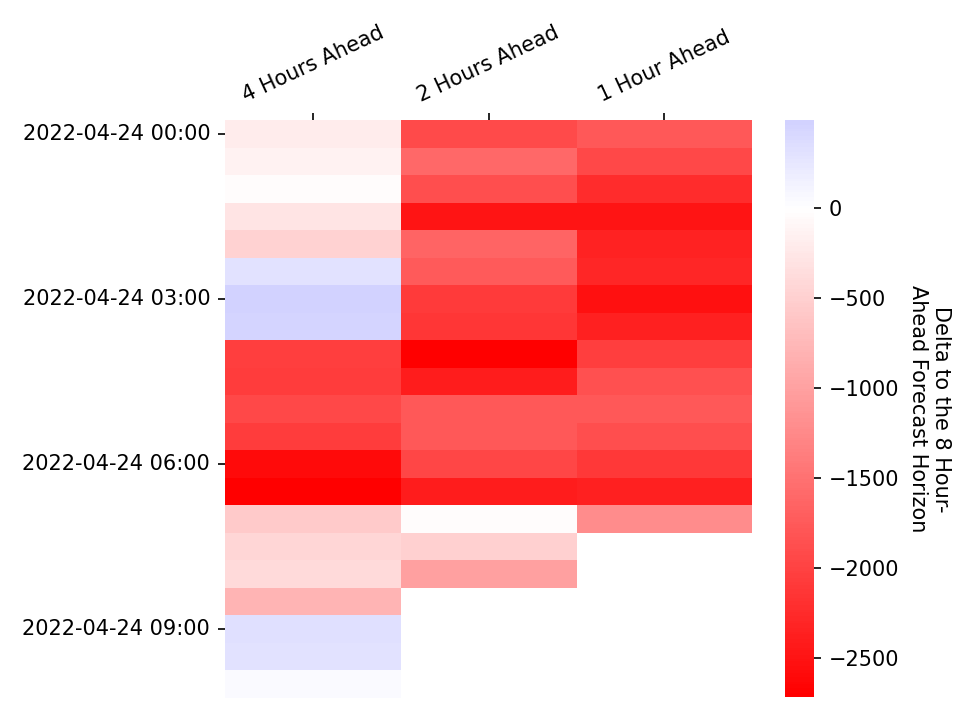 4 Hours Ahead
2 Hours Ahead
1 Hour Ahead
2022-04-24 00:00
2022-04-24 03:00
2022-04-24 06:00
2022-04-24 09:00
0
−500
−1000
−1500
−2000
−2500
Delta to the 8 Hour-
Ahead Forecast Horizon